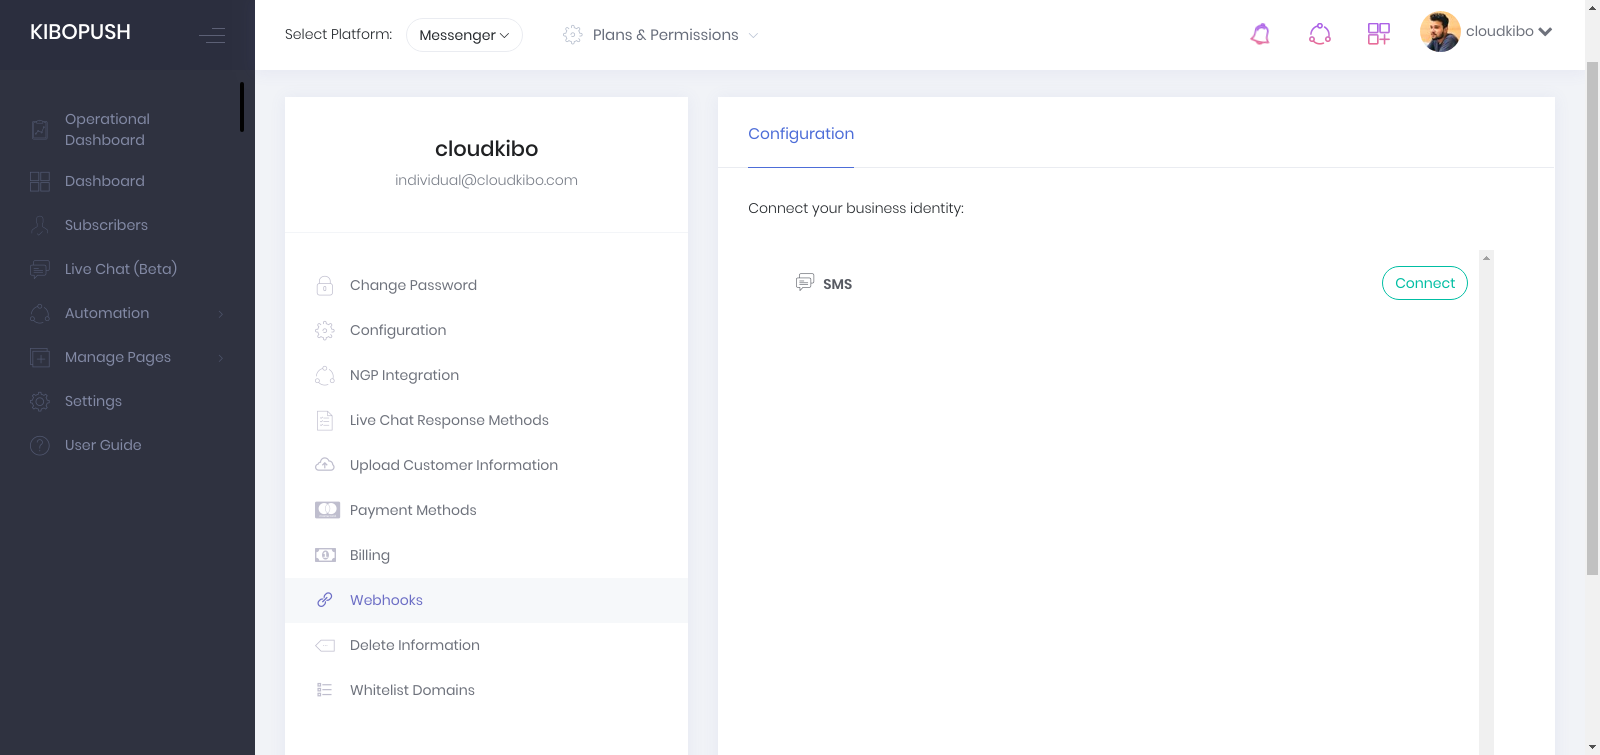 KIBOPUSH
Select Platform:
Messenger
Plans & Permissions
cloudkibo
Operational
Dashboard
Dashboard
Subscribers
Live Chat (Beta)
Automation
Manage Pages
Settings
User Guide
cloudkibo
individual@cloudkibo.com
Change Password
Configuration
NGP Integration
Live Chat Response Methods
Upload Customer Information
Payment Methods
Billing
Webhooks
Delete Information
Whitelist Domains
Configuration
Connect your business identity:
SMS
Connect